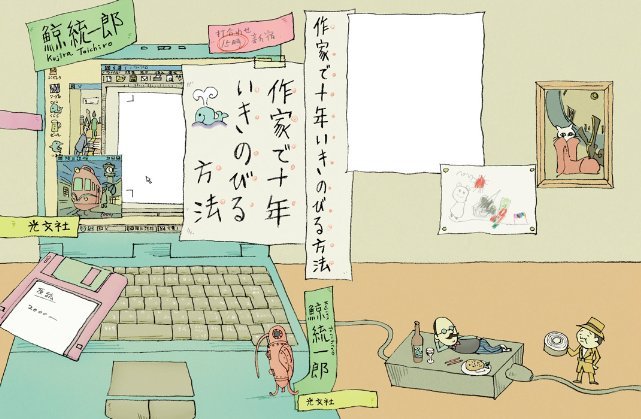 鯨統一郎
Kujira Toichiro
打合わせ
15時 新宿
作家で十年
いきのびる
方法
作家で十年いきのびる方法
光文社
原稿
2000
鯨統一郎
光文社